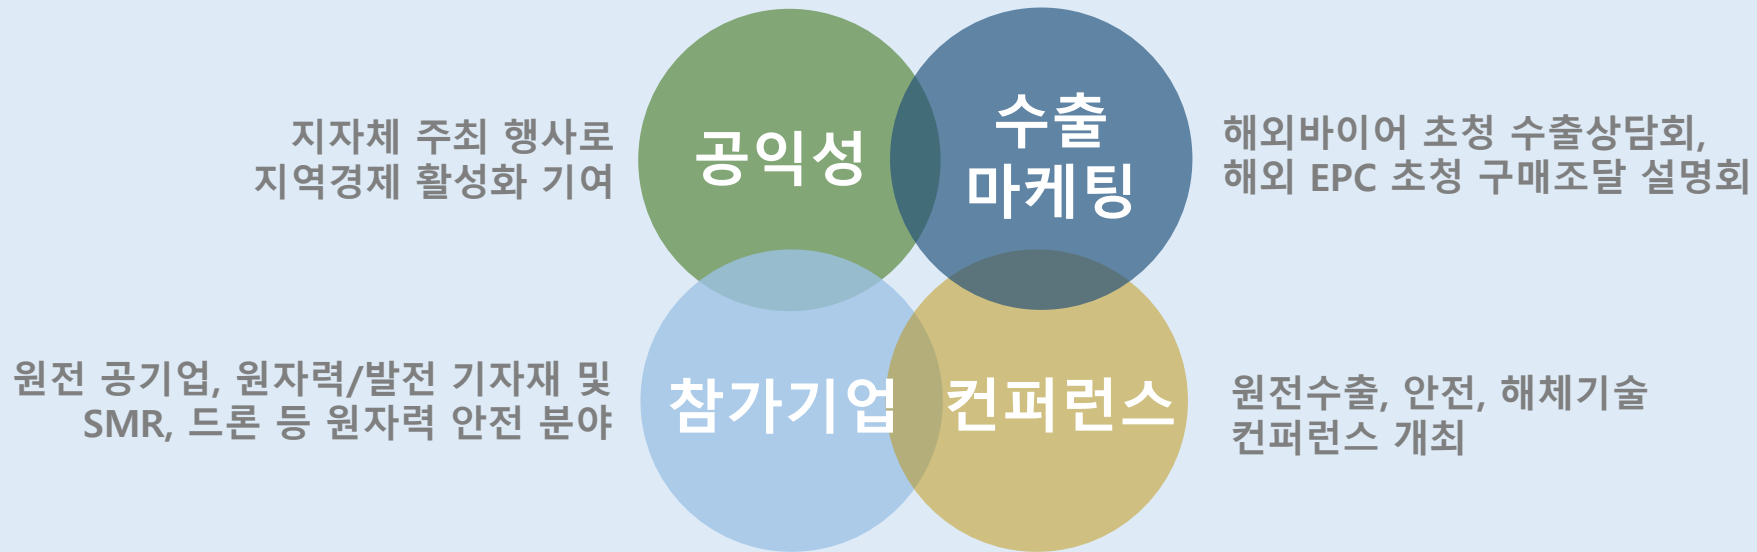 지자체 주최 행사로
지역경제 활성화 기여
공익성
수출
마케팅
해외바이어 초청 수출상담회,
해외 EPC 초청 구매조달 설명회
원전 공기업, 원자력/발전 기자재 및
SMR, 드론 등 원자력 안전 분야
참가기업
컨퍼런스
원전수출, 안전, 해체기술
컨퍼런스 개최